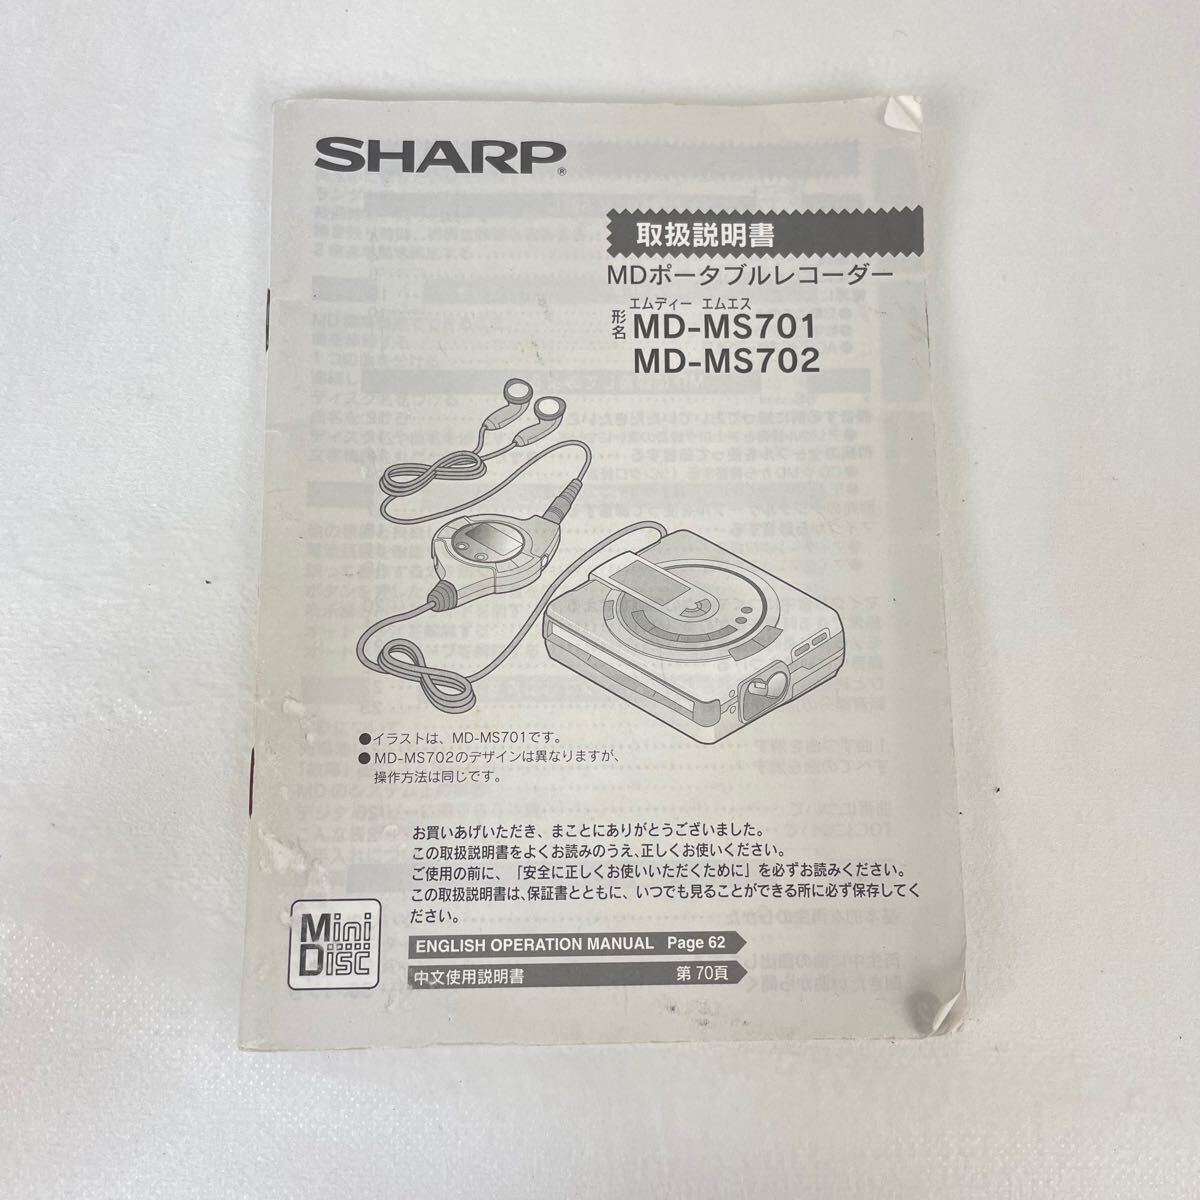 SHARP®
取扱説明書
MDポータブルレコーダー
エムディー エムエス
形名 MD-MS701
MD-MS702
●イラストは、MD-MS701です。
●MD-MS702のデザインは異なりますが、
操作方法は同じです。
お買いあげいただき、まことにありがとうございました。
この取扱説明書をよくお読みのうえ、正しくお使いください。
ご使用の前に、「安全に正しくお使いいただくために」を必ずお読みください。
この取扱説明書は、保証書とともに、いつでも見ることができる所に必ず保存してく
ださい。
Mini
Disc
ENGLISH OPERATION MANUAL Page 62
中文使用説明書 第 70頁